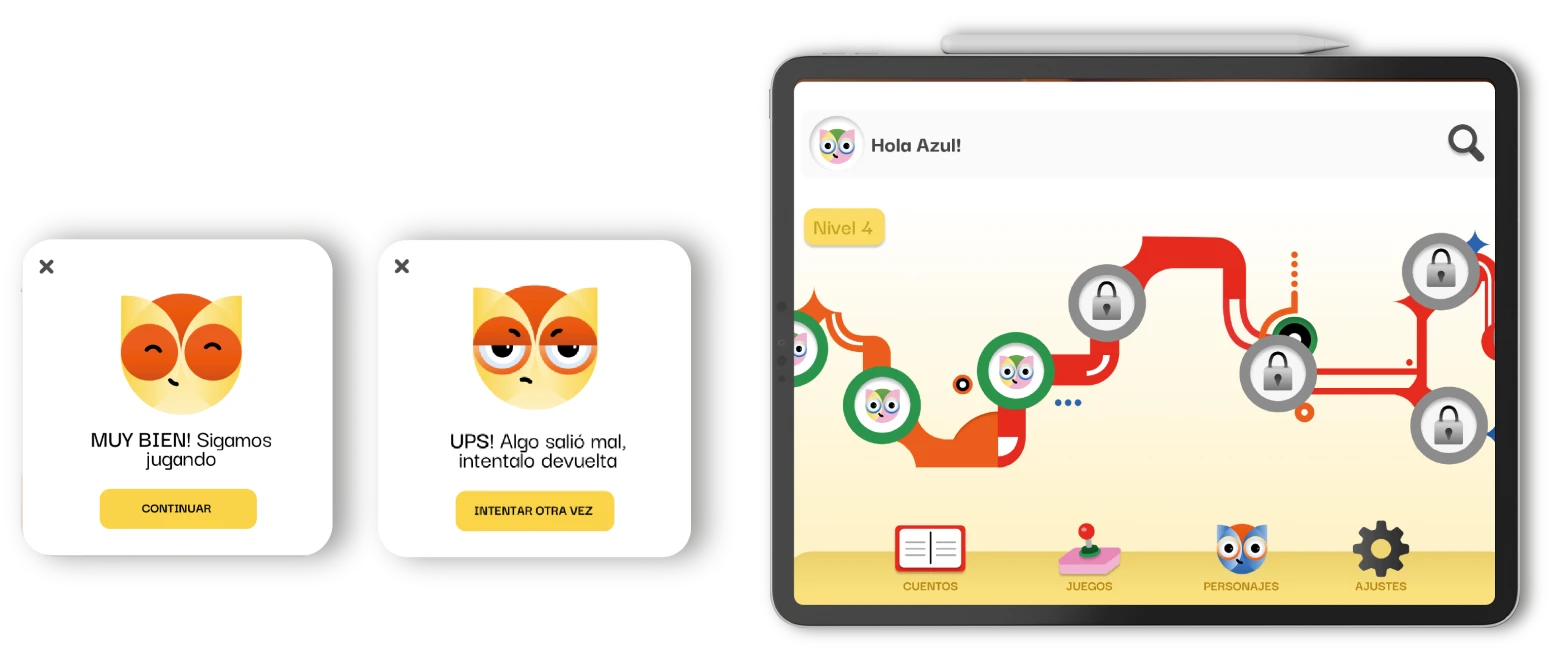 MUY BIEN! Sigamos
jugando
CONTINUAR
UPS! Algo salió mal,
intentalo devuelta
INTENTAR OTRA VEZ
Hola Azul!
Nivel 4
CUENTOS
JUEGOS
PERSONAJES
AJUSTES